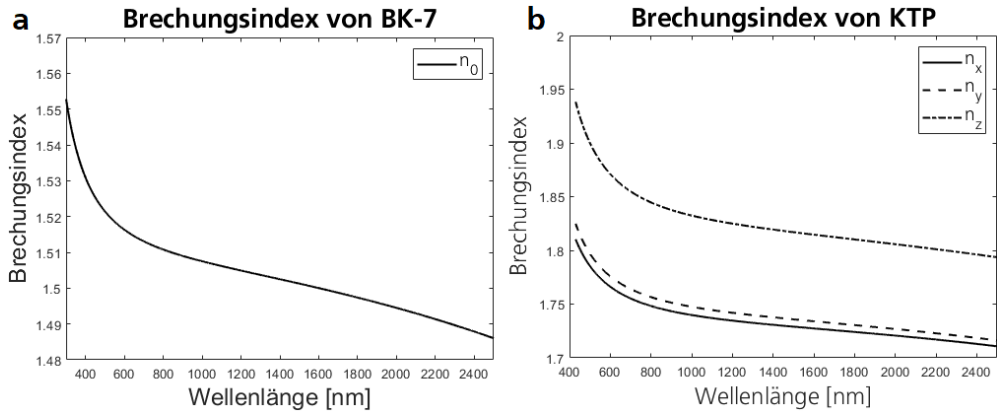 a
Brechungsindex von BK-7
n0
1.57
1.56
1.55
1.54
1.53
1.52
1.51
1.5
1.49
1.48
Brechungsindex
400 600 800 1000 1200 1400 1600 1800 2000 2200 2400
Wellenlänge [nm]
b
Brechungsindex von KTP
nx
ny
nz
2
1.95
1.9
1.85
1.8
1.75
1.7
Brechungsindex
400 600 800 1000 1200 1400 1600 1800 2000 2200 2400
Wellenlänge [nm]